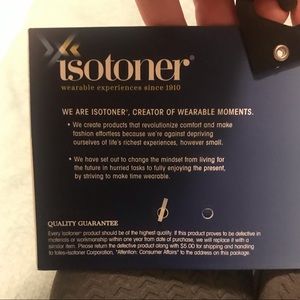 isotoner®
wearable experiences since 1910
WE ARE ISOTONER®, CREATOR OF WEARABLE MOMENTS.
• We create products that revolutionize comfort and make
fashion effortless because we're against depriving
ourselves of life's richest experiences, however small.
• We have set out to change the mindset from living for
the future in hurried tasks to fully enjoying the present,
by striving to make time wearable.
QUALITY GUARANTEE
Every isotoner® product should be of the highest quality. If this product proves to be defective in
materials or workmanship within one year from date of purchase, we will replace it with a
similar item. Please return the defective product along with $5.00 for shipping and handling
to totes»Isotoner Corporation, "Attention: Consumer Affairs" to the address on this package.